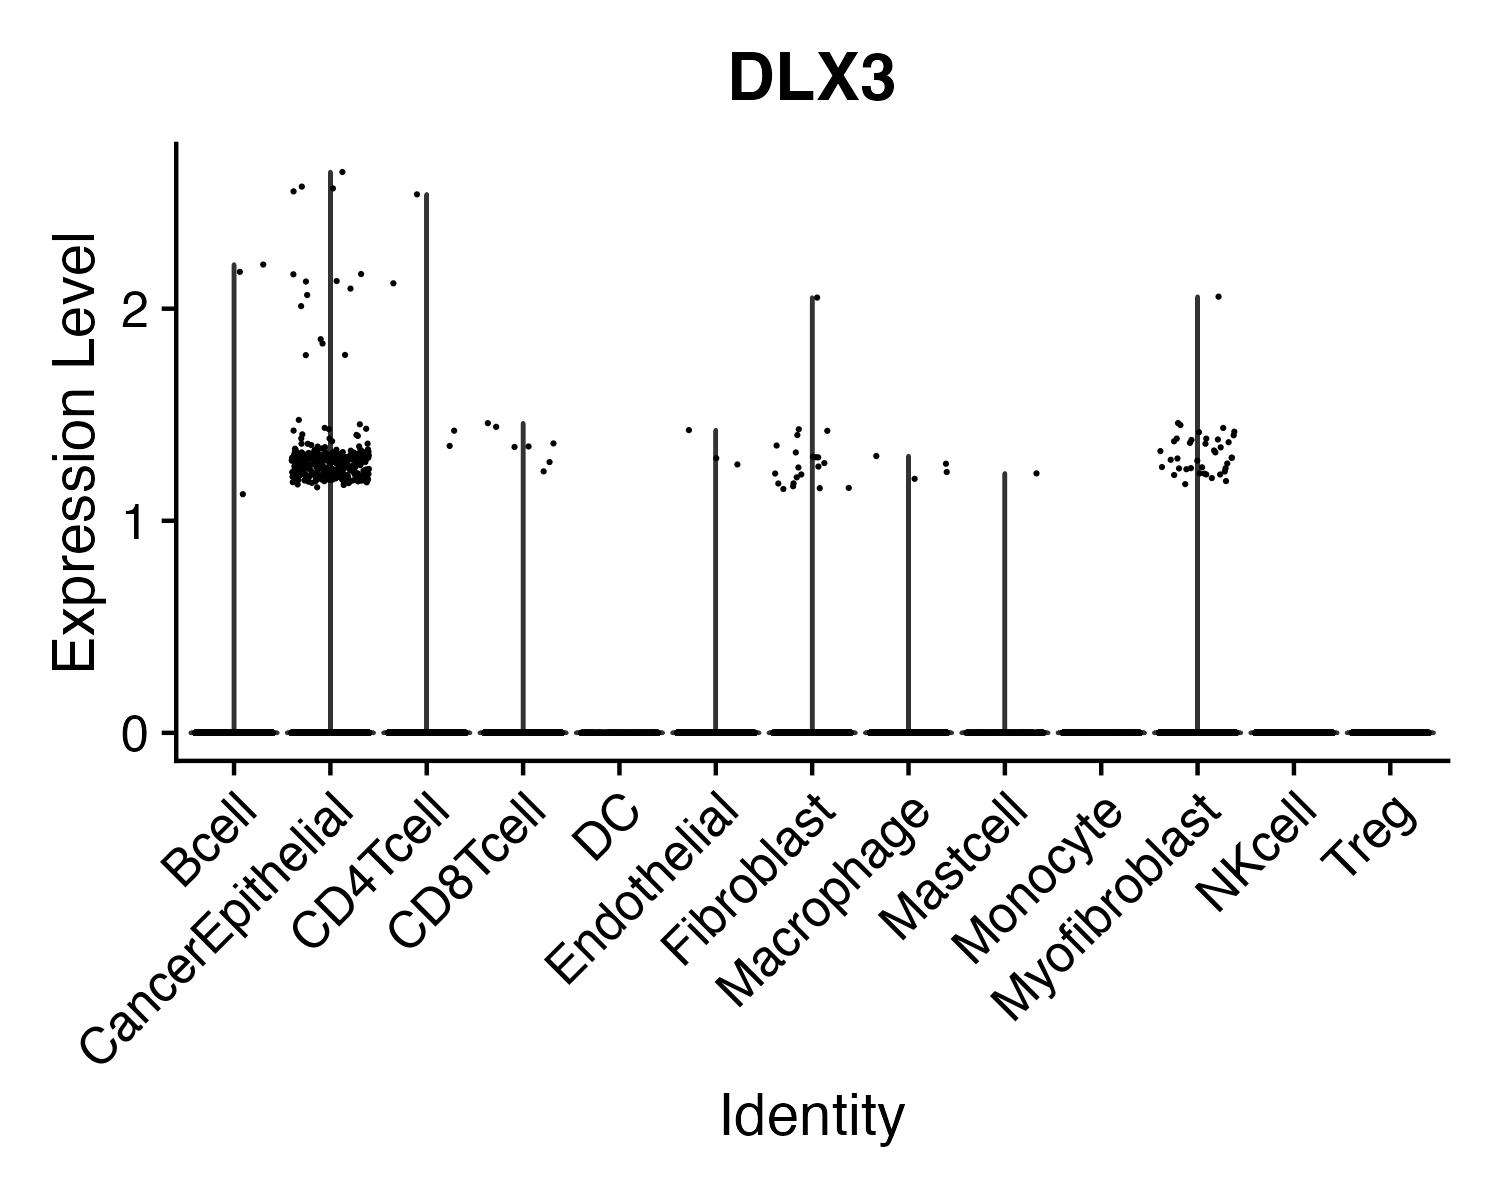 DLX3
Expression Level
2
1
0
Bcell
CancerEpithelial
CD4Tcell
CD8Tcell
DC
Endothelial
Fibroblast
Macrophage
Mastcell
Monocyte
Myofibroblast
NKcell
Treg
Identity